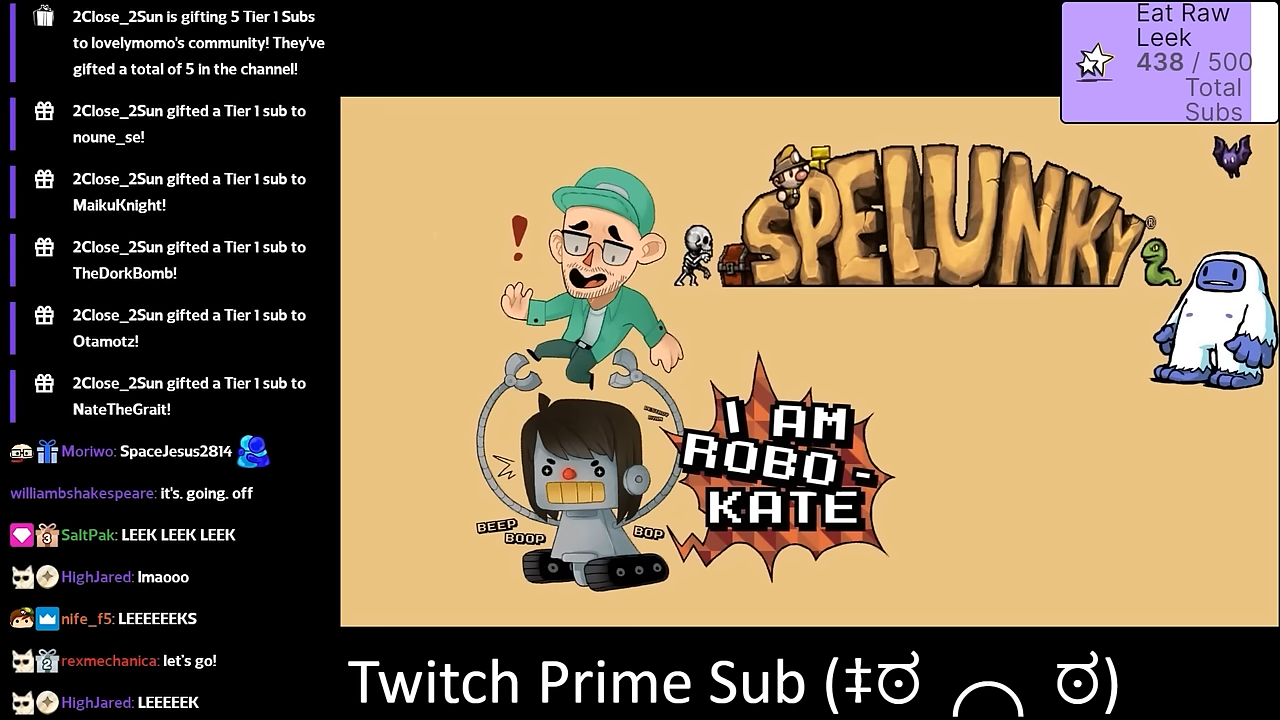 2Close_2Sun is gifting 5 Tier 1 Subs
to lovelymomo's community! They've
gifted a total of 5 in the channel!
2Close_2Sun gifted a Tier 1 sub to
noune_se!
2Close_2Sun gifted a Tier 1 sub to
MaikuKnight!
2Close_2Sun gifted a Tier 1 sub to
TheDorkBomb!
2Close_2Sun gifted a Tier 1 sub to
Otamotz!
2Close_2Sun gifted a Tier 1 sub to
NateTheGrait!
Moriwo: SpaceJesus2814
williambshakespeare: it's. going. off
3 SaltPak: LEEK LEEK LEEK
HighJared: lmaooo
nife_f5: LEEEEEEKS
2 rexmechanica: let's go!
HighJared: LEEEEEK
Eat Raw
Leek
438 / 500
Total
Subs
SPELUNKY®
!
I AM
ROBO-
KATE
BEEP
BOOP
BOP
Twitch Prime Sub (‡ಠ ⁔ ಠ)